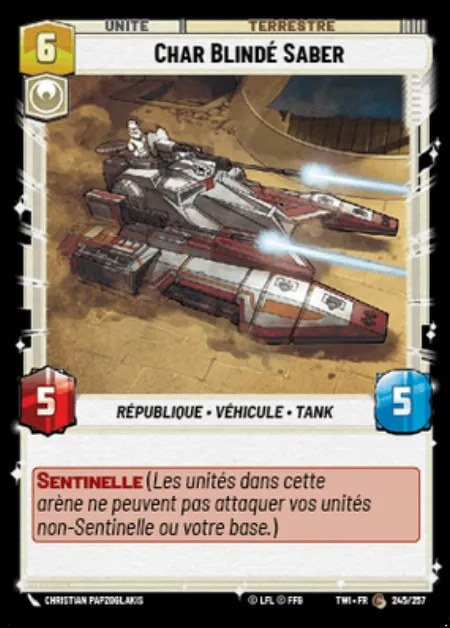 UNITÉ TERRESTRE
6 CHAR BLINDÉ SABER
5 RÉPUBLIQUE • VÉHICULE • TANK 5
SENTINELLE (Les unités dans cette
arène ne peuvent pas attaquer vos unités
non-Sentinelle ou votre base.)
CHRISTIAN PAPZOGLAKIS © LFL © FFG TWI • FR C 245/257